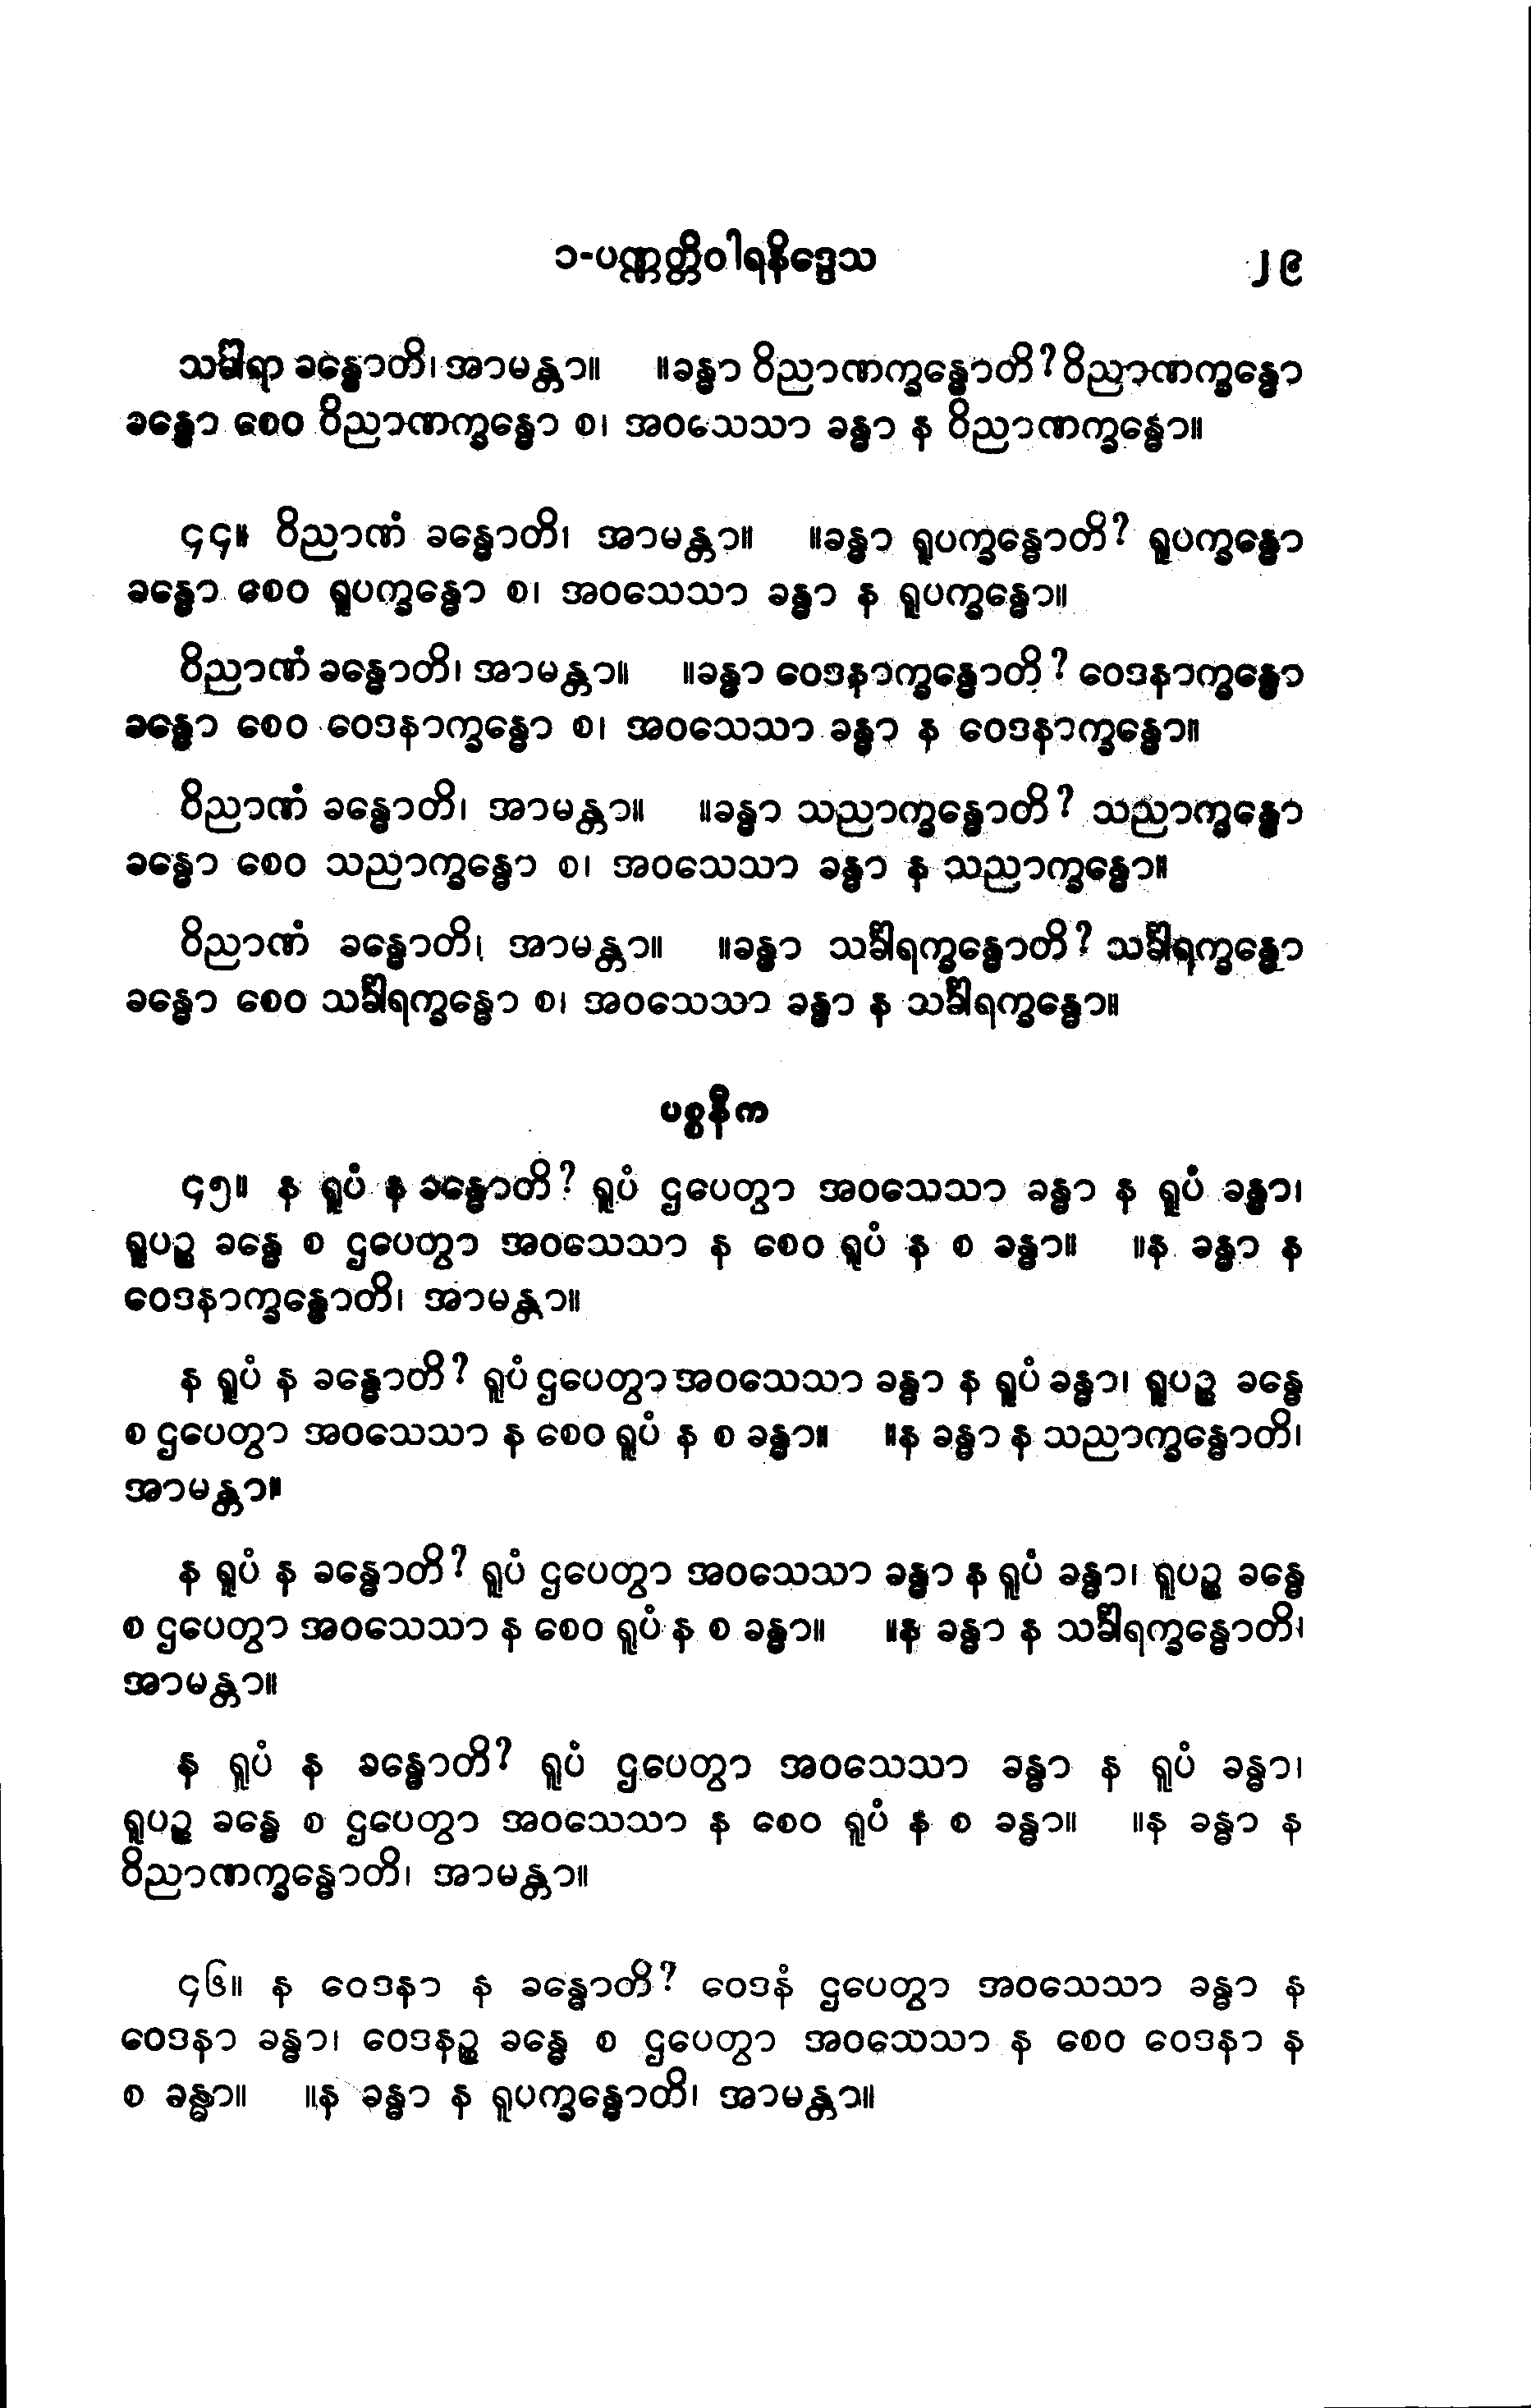 ၁-ပဏ္ဏတ္တိဝါရနိဒ္ဒေသ ၂၉
သင်္ခါရာ ခန္ဓောတိ၊ အာမန္တာ။ ။ခန္ဓာ ဝိညာဏက္ခန္ဓောတိ? ဝိညာဏက္ခန္ဓော
ခန္ဓော စေဝ ဝိညာဏက္ခန္ဓော စ၊ အဝသေသာ ခန္ဓာ န ဝိညာဏက္ခန္ဓော။
၄၄။ ဝိညာဏံ ခန္ဓောတိ၊ အာမန္တာ။ ။ခန္ဓာ ရူပက္ခန္ဓောတိ? ရူပက္ခန္ဓော
ခန္ဓော စေဝ ရူပက္ခန္ဓော စ၊ အဝသေသာ ခန္ဓာ န ရူပက္ခန္ဓော။
ဝိညာဏံ ခန္ဓောတိ၊ အာမန္တာ။ ။ခန္ဓာ ဝေဒနာက္ခန္ဓောတိ? ဝေဒနာက္ခန္ဓော
ခန္ဓော စေဝ ဝေဒနာက္ခန္ဓော စ၊ အဝသေသာ ခန္ဓာ န ဝေဒနာက္ခန္ဓော။
ဝိညာဏံ ခန္ဓောတိ၊ အာမန္တာ။ ။ခန္ဓာ သညာက္ခန္ဓောတိ? သညာက္ခန္ဓော
ခန္ဓော စေဝ သညာက္ခန္ဓော စ၊ အဝသေသာ ခန္ဓာ န သညာက္ခန္ဓော။
ဝိညာဏံ ခန္ဓောတိ၊ အာမန္တာ။ ။ခန္ဓာ သင်္ခါရက္ခန္ဓောတိ? သင်္ခါရက္ခန္ဓော
ခန္ဓော စေဝ သင်္ခါရက္ခန္ဓော စ၊ အဝသေသာ ခန္ဓာ န သင်္ခါရက္ခန္ဓော။
ပစ္စနီက
၄၅။ န ရူပံ န ခန္ဓောတိ? ရူပံ ဌပေတွာ အဝသေသာ ခန္ဓာ န ရူပံ ခန္ဓာ၊
ရူပဉ္စ ခန္ဓေ စ ဌပေတွာ အဝသေသာ န စေဝ ရူပံ န စ ခန္ဓာ။ ။န ခန္ဓာ န
ဝေဒနာက္ခန္ဓောတိ၊ အာမန္တာ။
န ရူပံ န ခန္ဓောတိ? ရူပံ ဌပေတွာ အဝသေသာ ခန္ဓာ န ရူပံ ခန္ဓာ၊ ရူပဉ္စ ခန္ဓေ
စ ဌပေတွာ အဝသေသာ န စေဝ ရူပံ န စ ခန္ဓာ။ ။န ခန္ဓာ န သညာက္ခန္ဓောတိ၊
အာမန္တာ။
န ရူပံ န ခန္ဓောတိ? ရူပံ ဌပေတွာ အဝသေသာ ခန္ဓာ န ရူပံ ခန္ဓာ၊ ရူပဉ္စ ခန္ဓေ
စ ဌပေတွာ အဝသေသာ န စေဝ ရူပံ န စ ခန္ဓာ။ ။န ခန္ဓာ န သင်္ခါရက္ခန္ဓောတိ၊
အာမန္တာ။
န ရူပံ န ခန္ဓောတိ? ရူပံ ဌပေတွာ အဝသေသာ ခန္ဓာ န ရူပံ ခန္ဓာ၊
ရူပဉ္စ ခန္ဓေ စ ဌပေတွာ အဝသေသာ န စေဝ ရူပံ န စ ခန္ဓာ။ ။န ခန္ဓာ န
ဝိညာဏက္ခန္ဓောတိ၊ အာမန္တာ။
၄၆။ န ဝေဒနာ န ခန္ဓောတိ? ဝေဒနံ ဌပေတွာ အဝသေသာ ခန္ဓာ န
ဝေဒနာ ခန္ဓာ၊ ဝေဒနဉ္စ ခန္ဓေ စ ဌပေတွာ အဝသေသာ န စေဝ ဝေဒနာ န
စ ခန္ဓာ။ ။န ခန္ဓာ န ရူပက္ခန္ဓောတိ၊ အာမန္တာ။